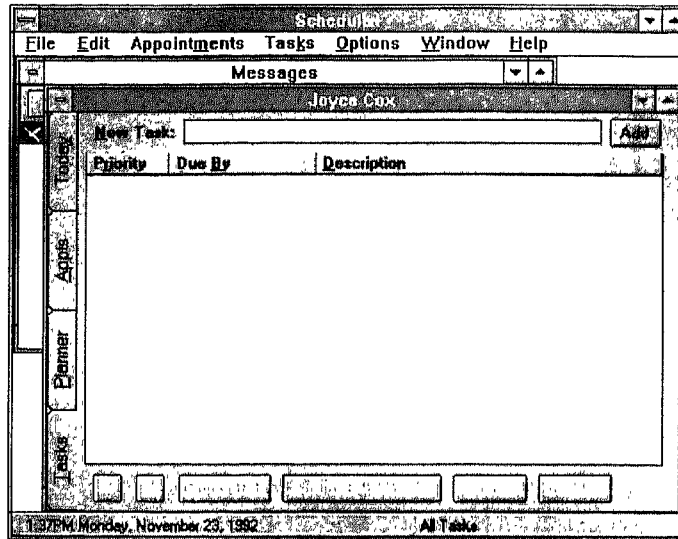 Scheduler
File Edit Appointments Tasks Options Window Help
Messages
Joyce Cox
New Task: Add
Priority Due By Description
Today
Appts
Planner
Tasks
1:37PM Monday, November 23, 1992 All Tasks